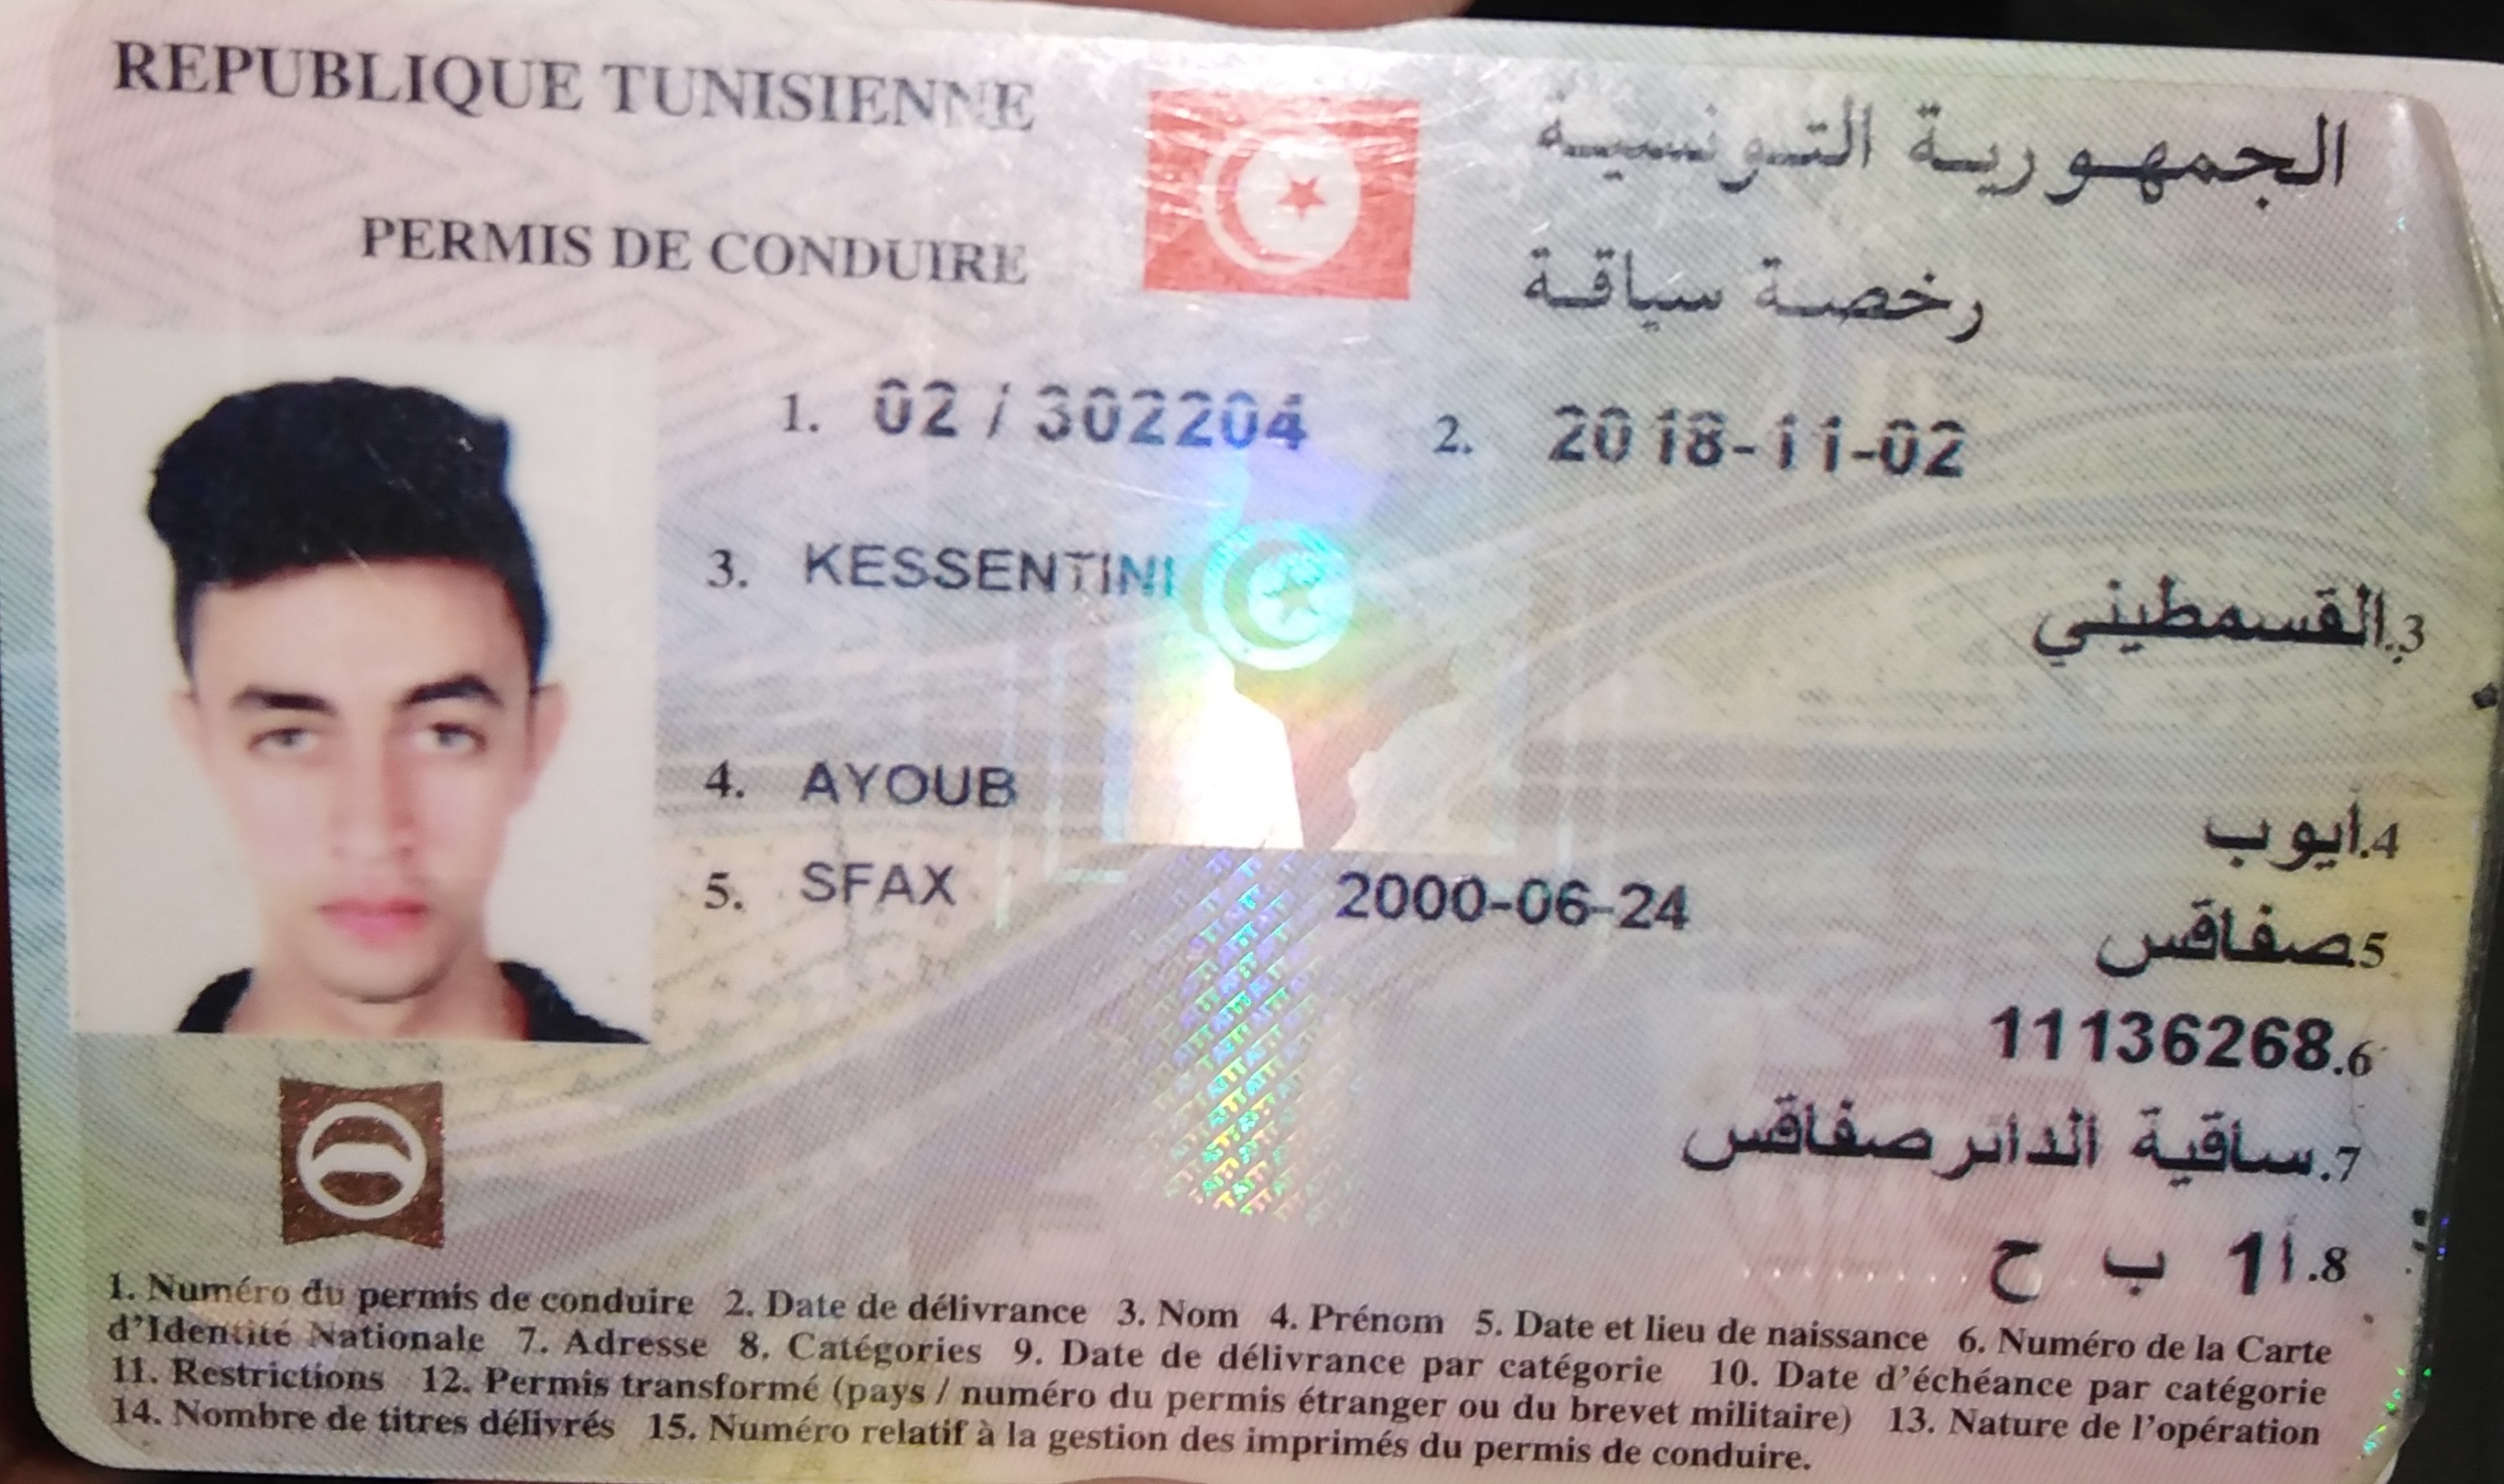 REPUBLIQUE TUNISIENNE
الجمهورية التونسية
PERMIS DE CONDUIRE
رخصة سياقة
1. 02 / 302204
2. 2018-11-02
3. KESSENTINI
3.القسمطيني
4. AYOUB
4.أيوب
5. SFAX
2000-06-24
5.صفاقس
11136268.6
7.ساقية الدائر صفاقس
8.أ1 ب ح
1. Numéro du permis de conduire 2. Date de délivrance 3. Nom 4. Prénom 5. Date et lieu de naissance 6. Numéro de la Carte
d'Identité Nationale 7. Adresse 8. Catégories 9. Date de délivrance par catégorie 10. Date d'échéance par catégorie
11. Restrictions 12. Permis transformé (pays / numéro du permis étranger ou du brevet militaire) 13. Nature de l'opération
14. Nombre de titres délivrés 15. Numéro relatif à la gestion des imprimés du permis de conduire.